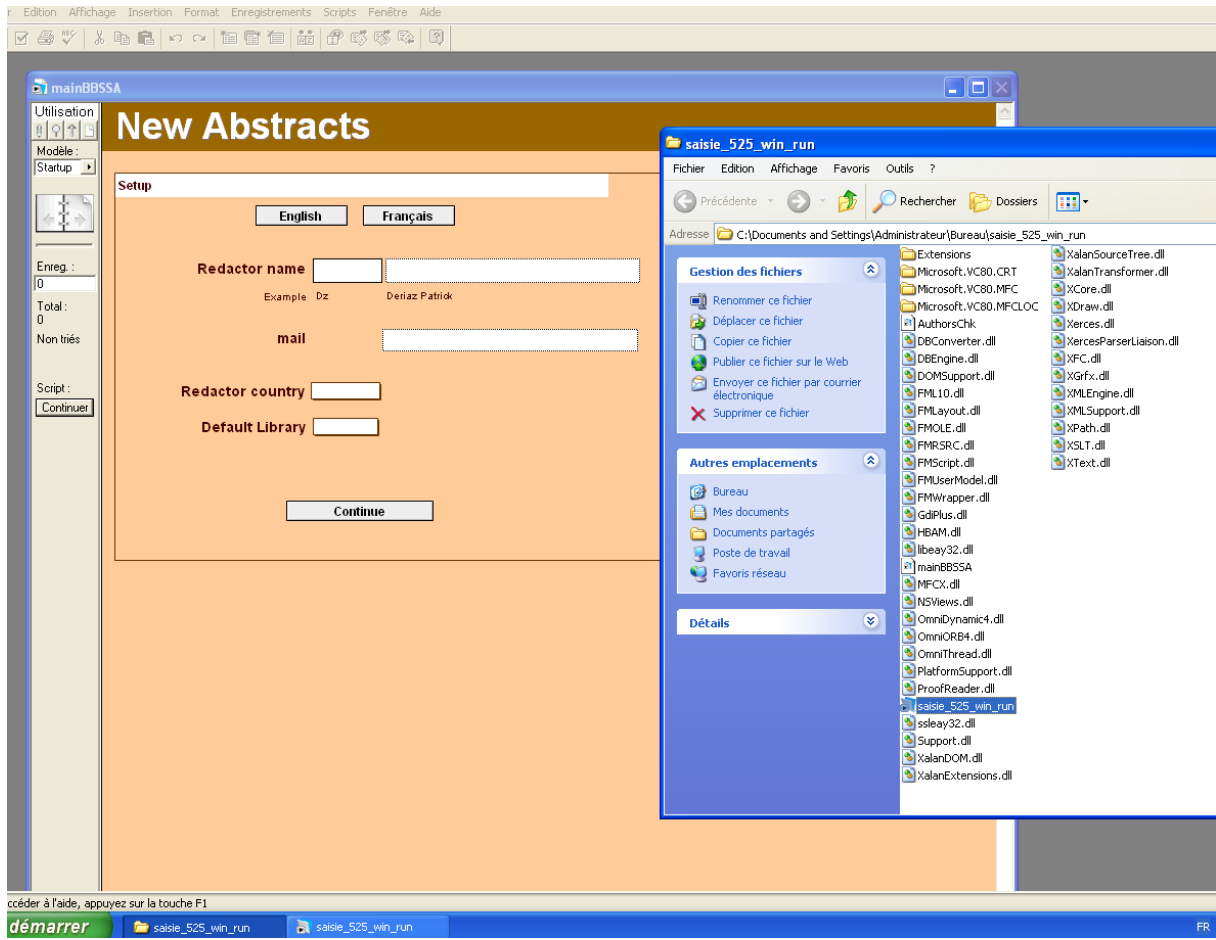 r Edition Affichage Insertion Format Enregistrements Scripts Fenêtre Aide
mainBBSSA
Utilisation
Modèle :
Startup
Enreg. :
0
Total :
0
Non triés
Script :
Continuer
New Abstracts
Setup
English Français
Redactor name
Example Dz Deriaz Patrick
mail
Redactor country
Default Library
Continue
saisie_525_win_run
Fichier Edition Affichage Favoris Outils ?
Précédente Rechercher Dossiers
Adresse C:\Documents and Settings\Administrateur\Bureau\saisie_525_win_run
Gestion des fichiers
Renommer ce fichier
Déplacer ce fichier
Copier ce fichier
Publier ce fichier sur le Web
Envoyer ce fichier par courrier
électronique
Supprimer ce fichier
Autres emplacements
Bureau
Mes documents
Documents partagés
Poste de travail
Favoris réseau
Détails
Extensions
Microsoft.VC80.CRT
Microsoft.VC80.MFC
Microsoft.VC80.MFCLOC
AuthorsChk
DBConverter.dll
DBEngine.dll
DOMSupport.dll
FML10.dll
FMLayout.dll
FMOLE.dll
FMRSRC.dll
FMScript.dll
FMUserModel.dll
FMWrapper.dll
GdiPlus.dll
HBAM.dll
libeay32.dll
mainBBSSA
MFCX.dll
NSViews.dll
OmniDynamic4.dll
OmniORB4.dll
OmniThread.dll
PlatformSupport.dll
ProofReader.dll
saisie_525_win_run
ssleay32.dll
Support.dll
XalanDOM.dll
XalanExtensions.dll
XalanSourceTree.dll
XalanTransformer.dll
XCore.dll
XDraw.dll
Xerces.dll
XercesParserLiaison.dll
XFC.dll
XGrfx.dll
XMLEngine.dll
XMLSupport.dll
XPath.dll
XSLT.dll
XText.dll
ccéder à l'aide, appuyez sur la touche F1
démarrer saisie_525_win_run saisie_525_win_run FR